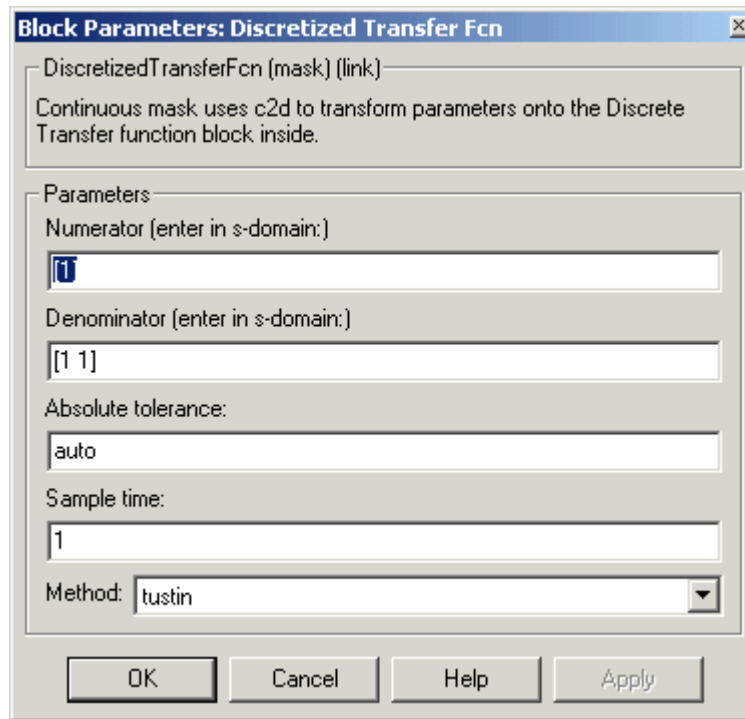 Block Parameters: Discretized Transfer Fcn
DiscretizedTransferFcn (mask) (link)
Continuous mask uses c2d to transform parameters onto the Discrete
Transfer function block inside.
Parameters
Numerator (enter in s-domain:)
[1]
Denominator (enter in s-domain:)
[1 1]
Absolute tolerance:
auto
Sample time:
1
Method: tustin
OK Cancel Help Apply